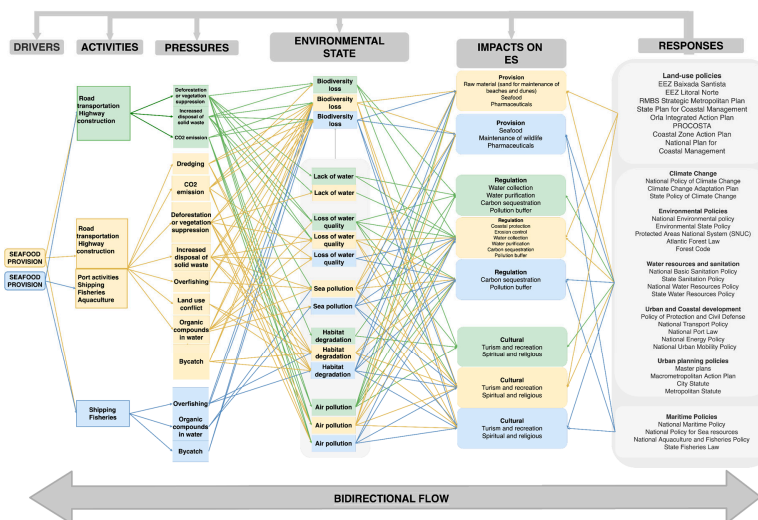 DRIVERS
ACTIVITIES
PRESSURES
ENVIRONMENTAL
STATE
IMPACTS ON
ES
RESPONSES
SEAFOOD
PROVISION
SEAFOOD
PROVISION
Road
transportation
Highway
construction
Road
transportation
Highway
construction
Port activities
Shipping
Fisheries
Aquaculture
Shipping
Fisheries
Deforestation
or vegetation
suppression
Increased
disposal of
solid waste
CO2 emission
Dredging
CO2
emission
Deforestation
or vegetation
suppression
Increased
disposal of
solid waste
Overfishing
Land use
conflict
Organic
compounds in
water
Bycatch
Overfishing
Organic
compounds
in water
Bycatch
Biodiversity
loss
Biodiversity
loss
Biodiversity
loss
Lack of water
Lack of water
Loss of water
quality
Loss of water
quality
Loss of water
quality
Sea pollution
Sea pollution
Habitat
degradation
Habitat
degradation
Habitat
degradation
Air pollution
Air pollution
Air pollution
Provision
Raw material (sand for maintenance of
beaches and dunes)
Seafood
Pharmaceuticals
Provision
Seafood
Maintenance of wildlife
Pharmaceuticals
Regulation
Water collection
Water purification
Carbon sequestration
Pollution buffer
Regulation
Coastal protection
Erosion control
Water collection
Water purification
Carbon sequestration
Pollution buffer
Regulation
Carbon sequestration
Pollution buffer
Cultural
Turism and recreation
Spiritual and religious
Cultural
Turism and recreation
Spiritual and religious
Cultural
Turism and recreation
Spiritual and religious
Land-use policies
EEZ Baixada Santista
EEZ Litoral Norte
RMBS Strategic Metropolitan Plan
State Plan for Coastal Management
Orla Integrated Action Plan
PROCOSTA
Coastal Zone Action Plan
National Plan for
Coastal Management
Climate Change
National Policy of Climate Change
Climate Change Adaptation Plan
State Policy of Climate Change
Environmental Policies
National Environmental policy
Environmental State Policy
Protected Areas National System (SNUC)
Atlantic Forest Law
Forest Code
Water resources and sanitation
National Basic Sanitation Policy
State Sanitation Policy
National Water Resources Policy
State Water Resources Policy
Urban and Coastal development
Policy of Protection and Civil Defense
National Transport Policy
National Port Law
National Energy Policy
National Urban Mobility Policy
Urban planning policies
Master plans
Macrometropolitan Action Plan
City Statute
Metropolitan Statute
Maritime Policies
National Maritime Policy
National Policy for Sea resources
National Aquaculture and Fisheries Policy
State Fisheries Law
BIDIRECTIONAL FLOW